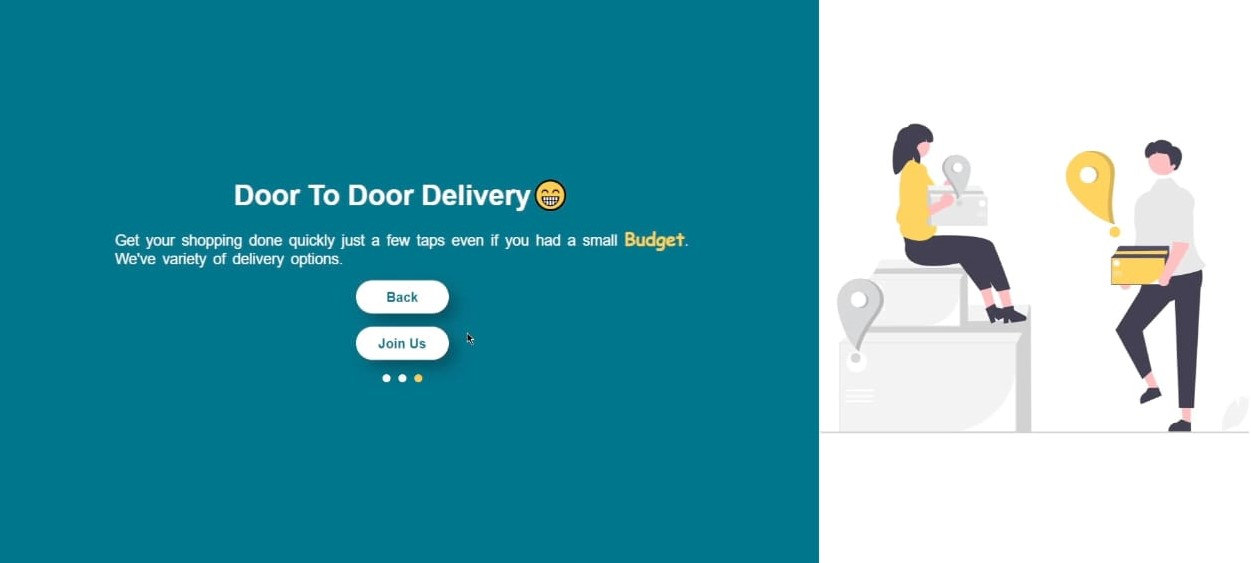 Door To Door Delivery😁
Get your shopping done quickly just a few taps even if you had a small Budget.
We've variety of delivery options.
Back
Join Us